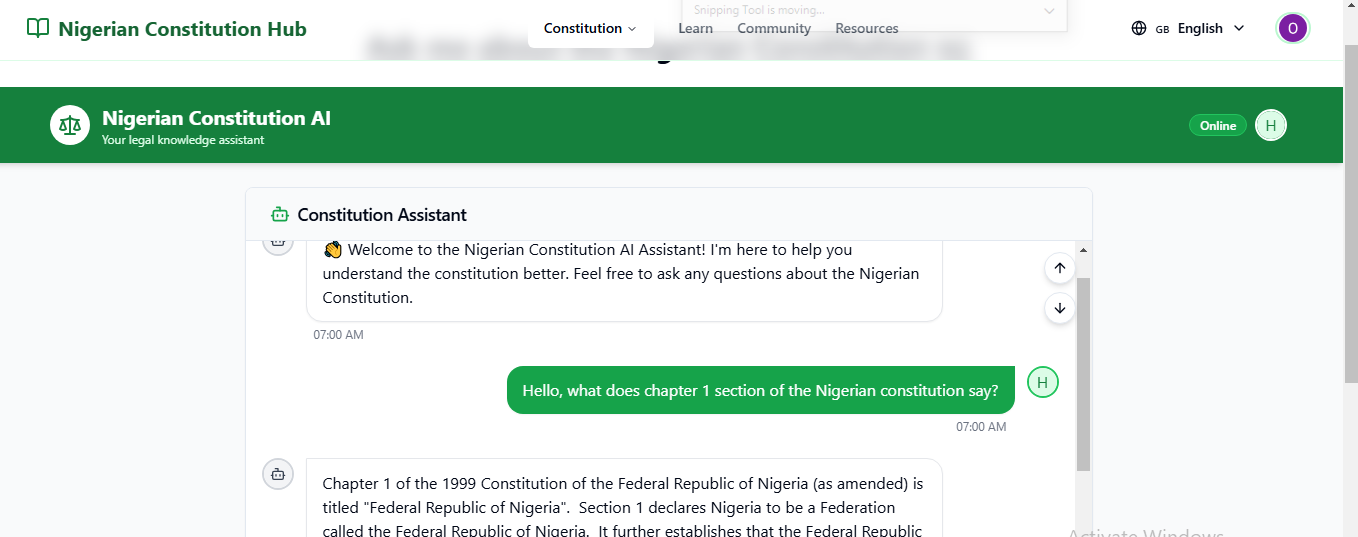 Snipping Tool is moving...
Nigerian Constitution Hub
Constitution
Learn
Community
Resources
GB English
O
Nigerian Constitution AI
Your legal knowledge assistant
Online
H
Constitution Assistant
👋 Welcome to the Nigerian Constitution AI Assistant! I'm here to help you
understand the constitution better. Feel free to ask any questions about the Nigerian
Constitution.
07:00 AM
Hello, what does chapter 1 section of the Nigerian constitution say?
H
07:00 AM
Chapter 1 of the 1999 Constitution of the Federal Republic of Nigeria (as amended) is
titled "Federal Republic of Nigeria". Section 1 declares Nigeria to be a Federation
called the Federal Republic of Nigeria. It further establishes that the Federal Republic
Activate Windows